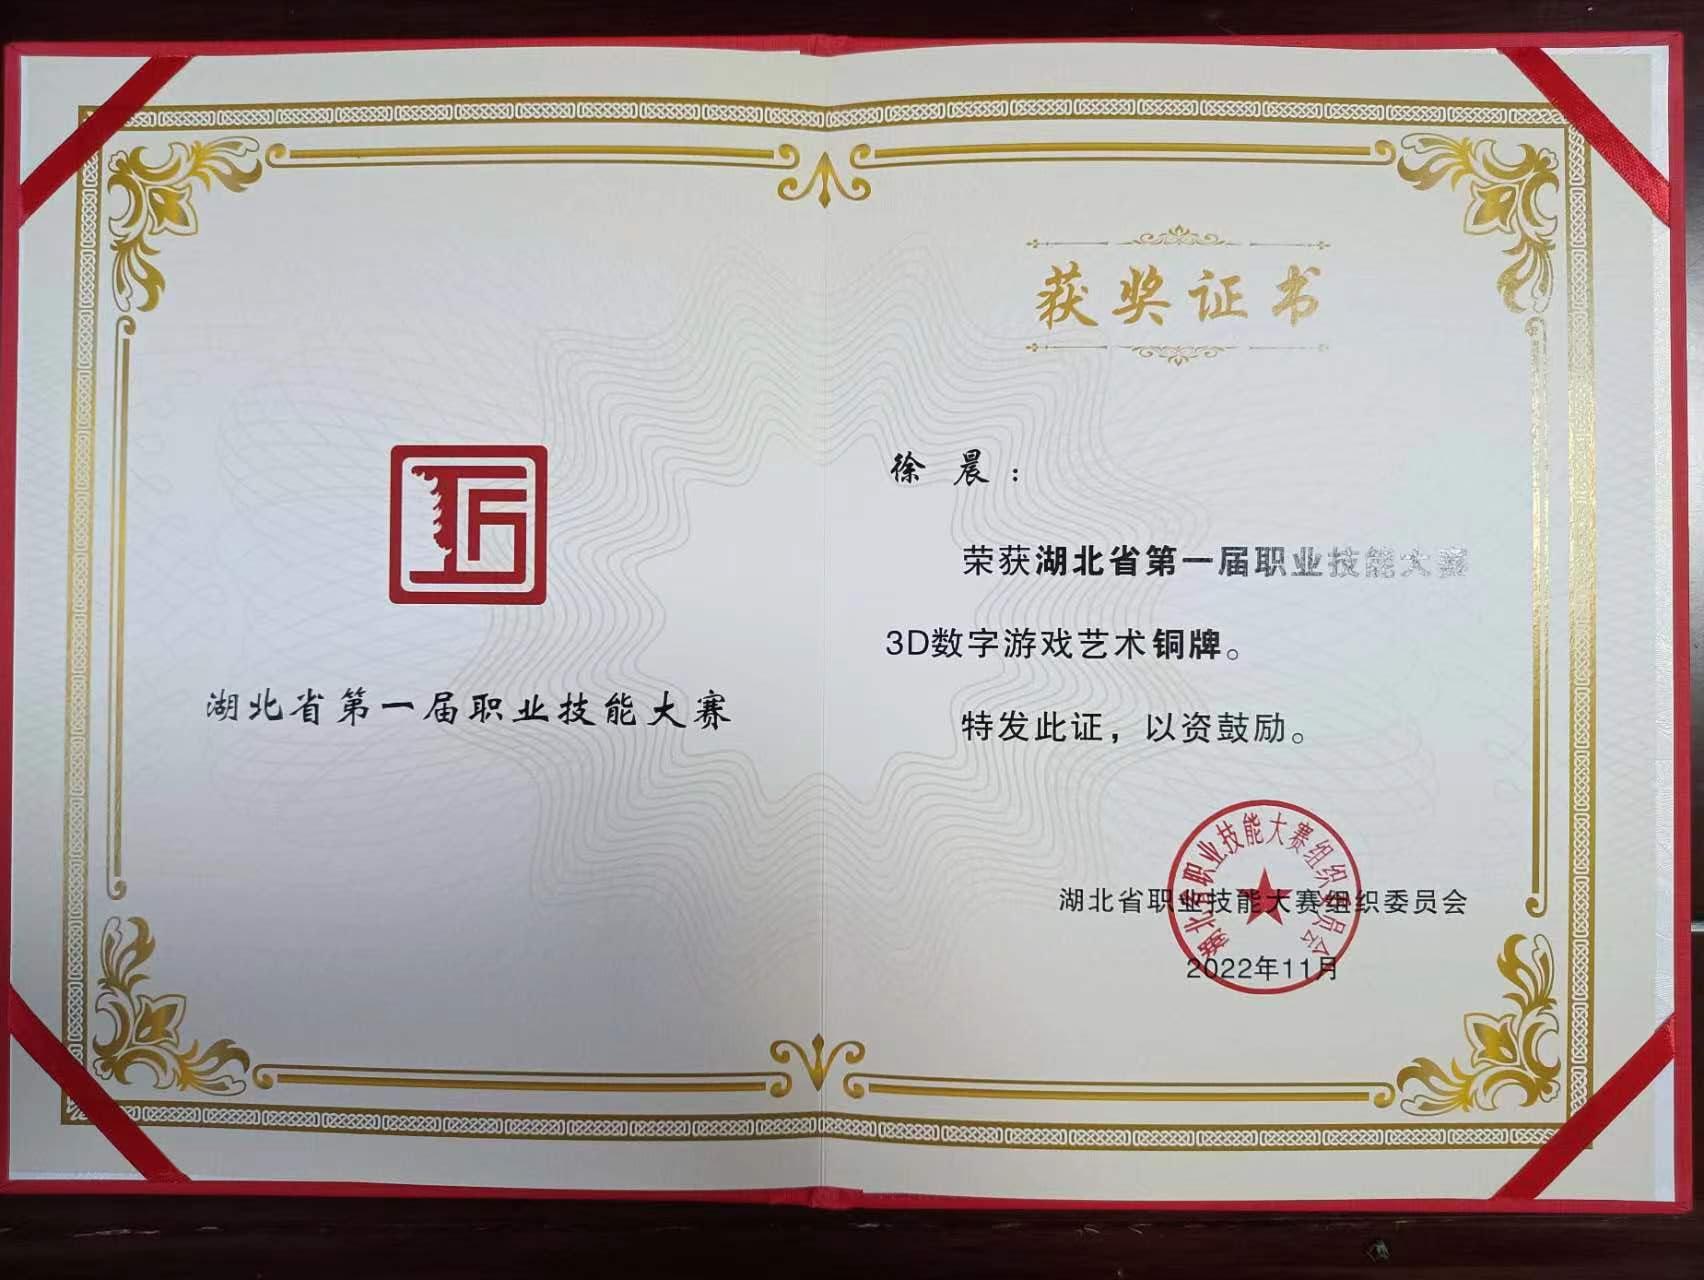 湖北省第一届职业技能大赛
获奖证书
徐晨：
荣获湖北省第一届职业技能大赛
3D数字游戏艺术铜牌。
特发此证，以资鼓励。
湖北省职业技能大赛组织委员会
湖北省职业技能大赛组织委员会
2022年11月